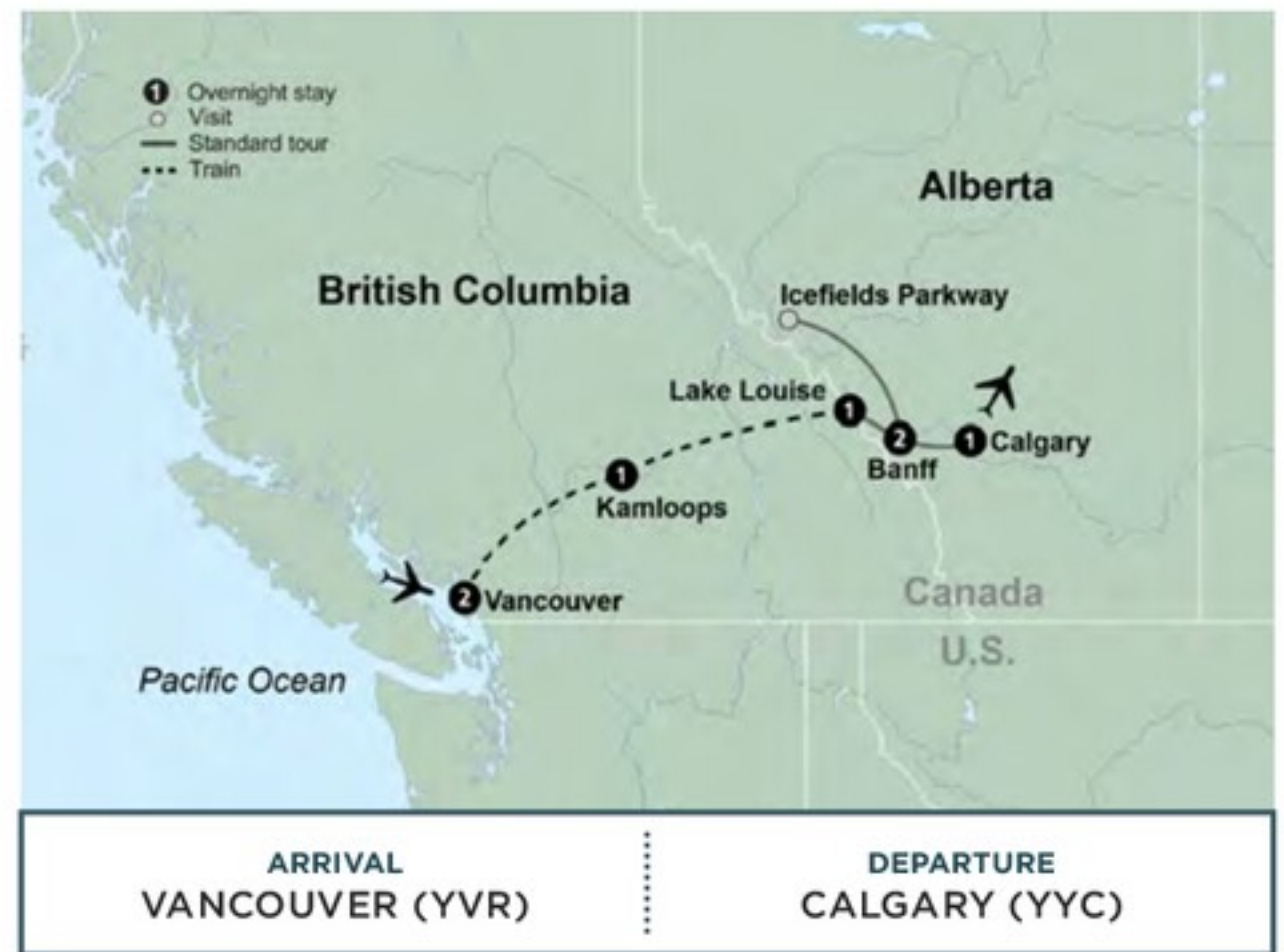 1 Overnight stay
Visit
Standard tour
Train
Alberta
British Columbia
Icefields Parkway
Lake Louise
1
2
1 Calgary
Banff
1
Kamloops
2 Vancouver
Canada
U.S.
Pacific Ocean
ARRIVAL
VANCOUVER (YVR)
DEPARTURE
CALGARY (YYC)